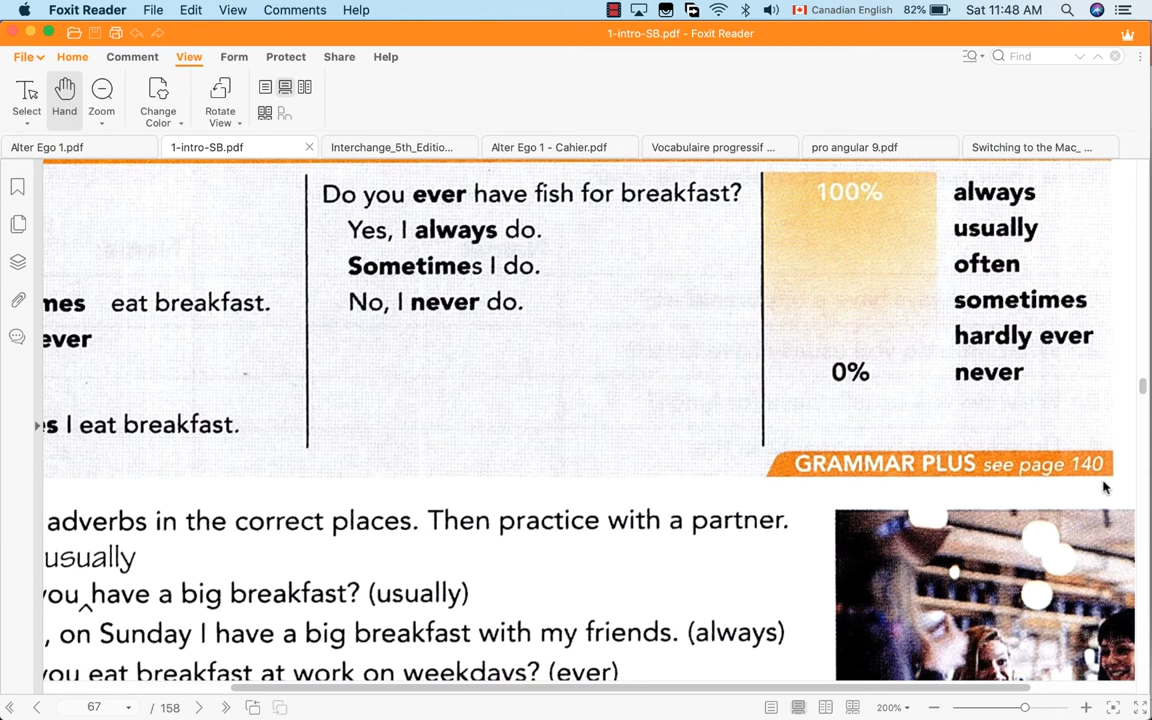 Foxit Reader File Edit View Comments Help Canadian English 82% Sat 11:48 AM
1-intro-SB.pdf - Foxit Reader
File Home Comment View Form Protect Share Help Find
Select Hand Zoom Change Color Rotate View
Alter Ego 1.pdf 1-intro-SB.pdf Interchange_5th_Editio... Alter Ego 1 - Cahier.pdf Vocabulaire progressif ... pro angular 9.pdf Switching to the Mac_ ...
Do you ever have fish for breakfast? 100% always
Yes, I always do. usually
Sometimes I do. often
mes eat breakfast. No, I never do. sometimes
ever hardly ever
0% never
es I eat breakfast.
GRAMMAR PLUS see page 140
adverbs in the correct places. Then practice with a partner.
usually
you ^ have a big breakfast? (usually)
, on Sunday I have a big breakfast with my friends. (always)
you eat breakfast at work on weekdays? (ever)
67 / 158 200%